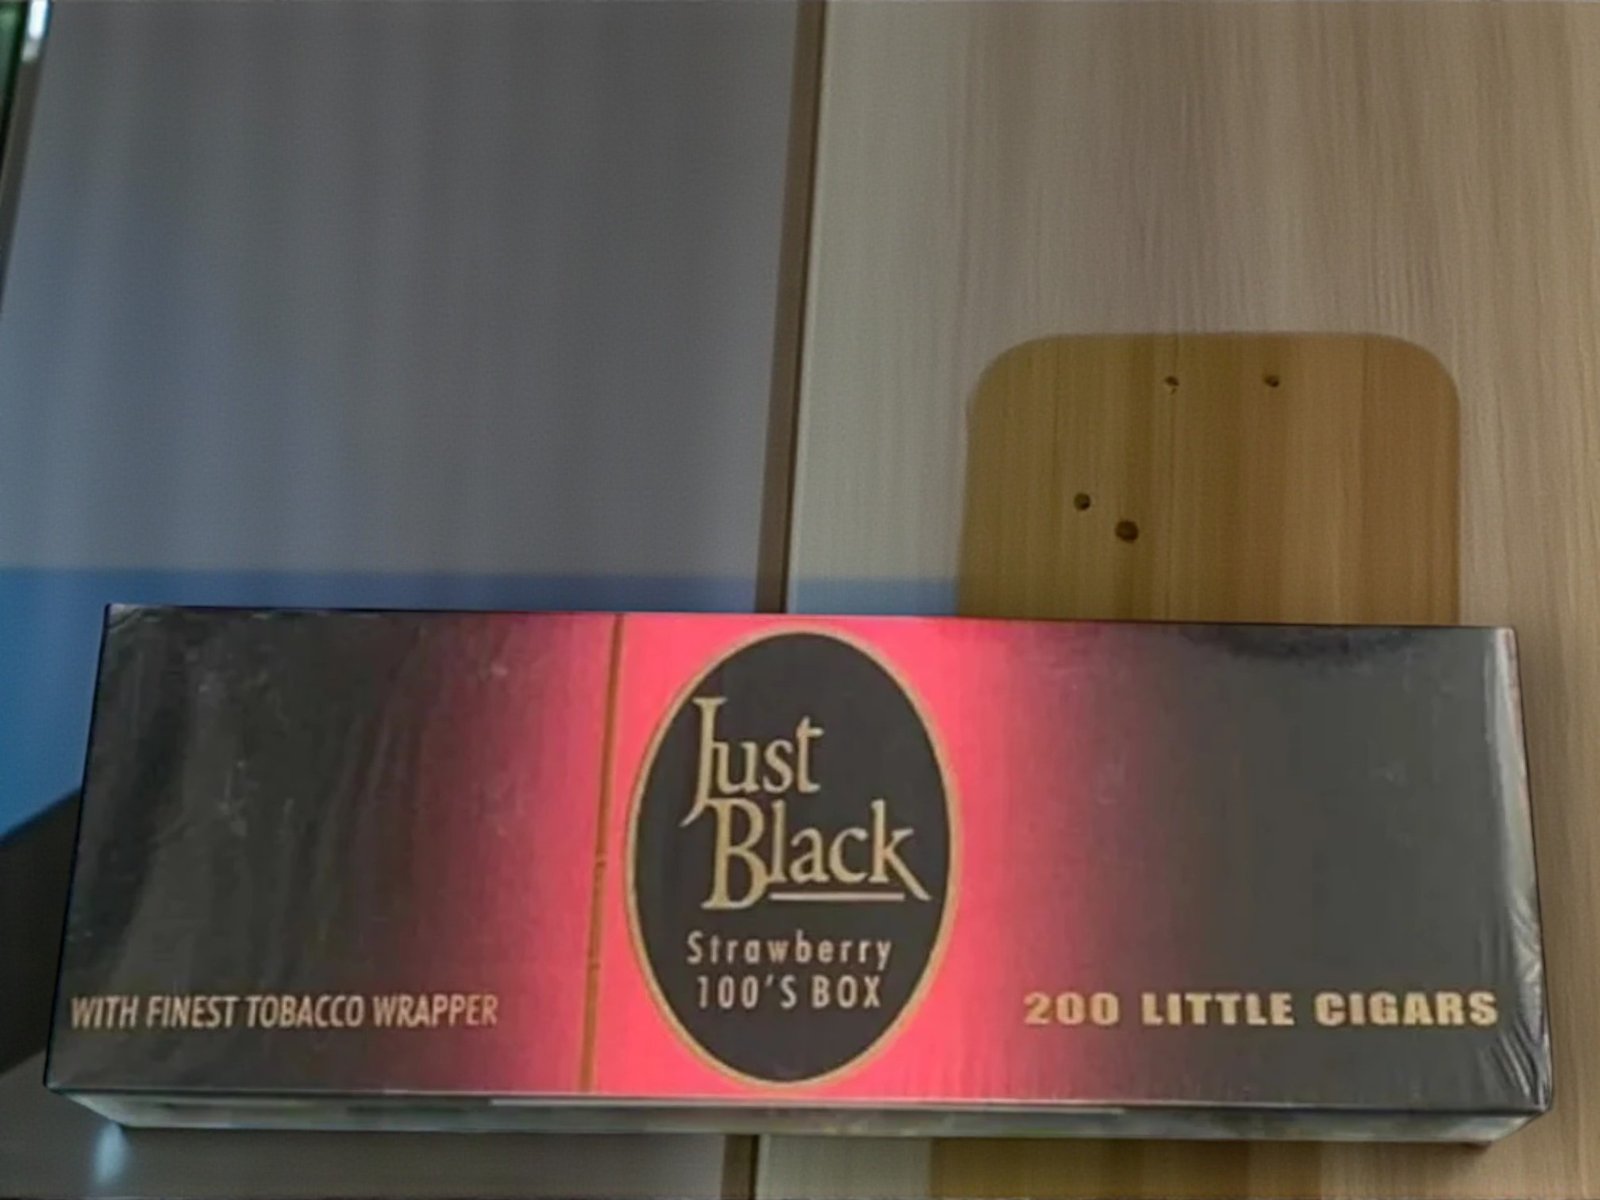 Just
Black
Strawberry
100'S BOX
WITH FINEST TOBACCO WRAPPER
200 LITTLE CIGARS